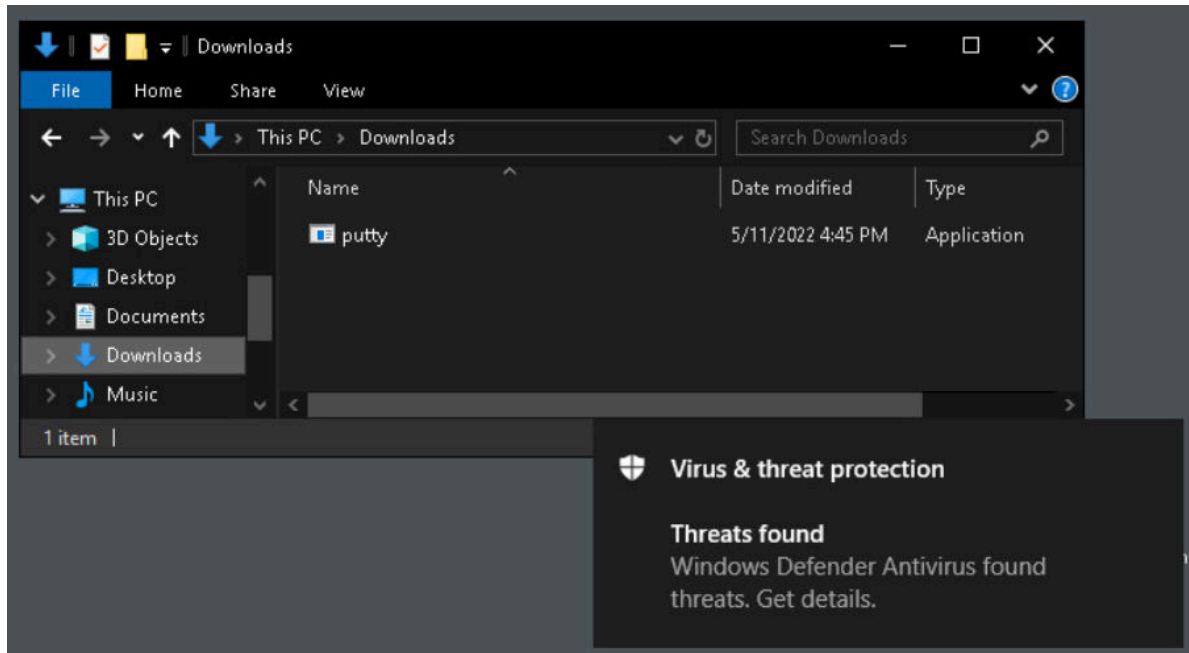 Downloads
File Home Share View
This PC > Downloads Search Downloads
Name Date modified Type
This PC
3D Objects
putty 5/11/2022 4:45 PM Application
Desktop
Documents
Downloads
Music
1 item
Virus & threat protection
Threats found
Windows Defender Antivirus found
threats. Get details.